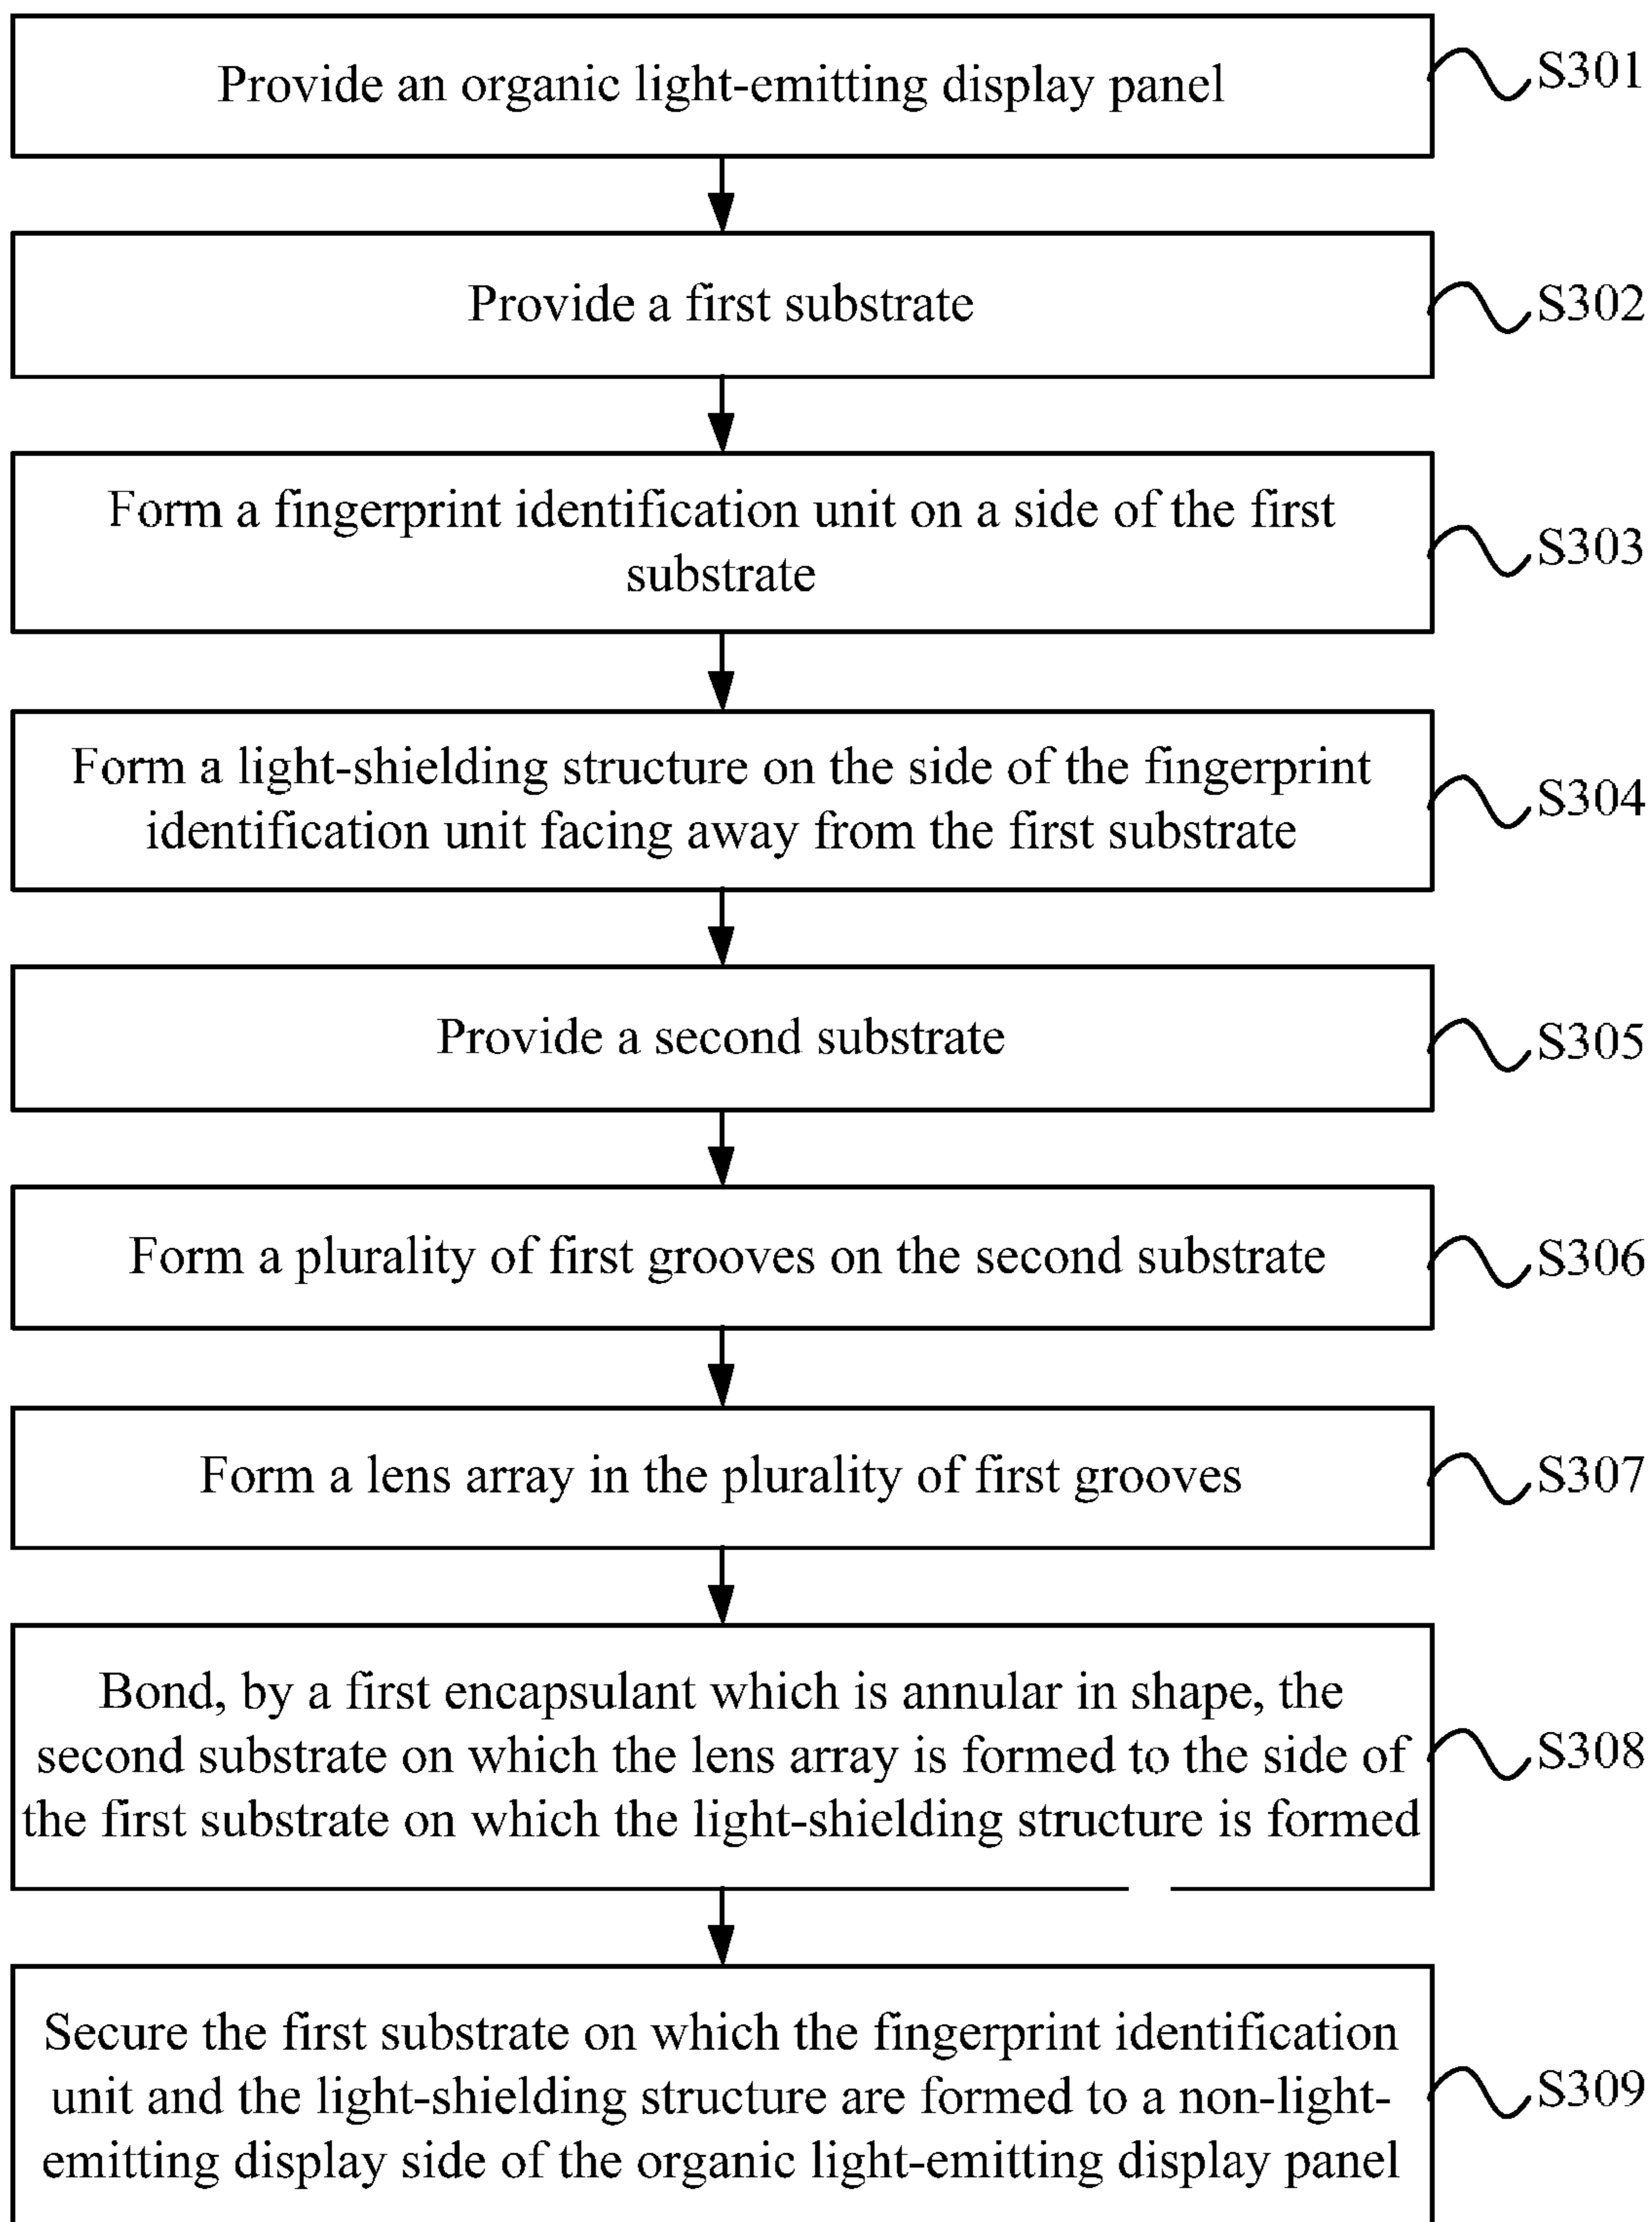 Provide an organic light-emitting display panel
S301
Provide a first substrate
S302
Form a fingerprint identification unit on a side of the first
substrate
S303
Form a light-shielding structure on the side of the fingerprint
identification unit facing away from the first substrate
S304
Provide a second substrate
S305
Form a plurality of first grooves on the second substrate
S306
Form a lens array in the plurality of first grooves
S307
Bond, by a first encapsulant which is annular in shape, the
second substrate on which the lens array is formed to the side of
the first substrate on which the light-shielding structure is formed
S308
Secure the first substrate on which the fingerprint identification
unit and the light-shielding structure are formed to a non-light-
emitting display side of the organic light-emitting display panel
S309